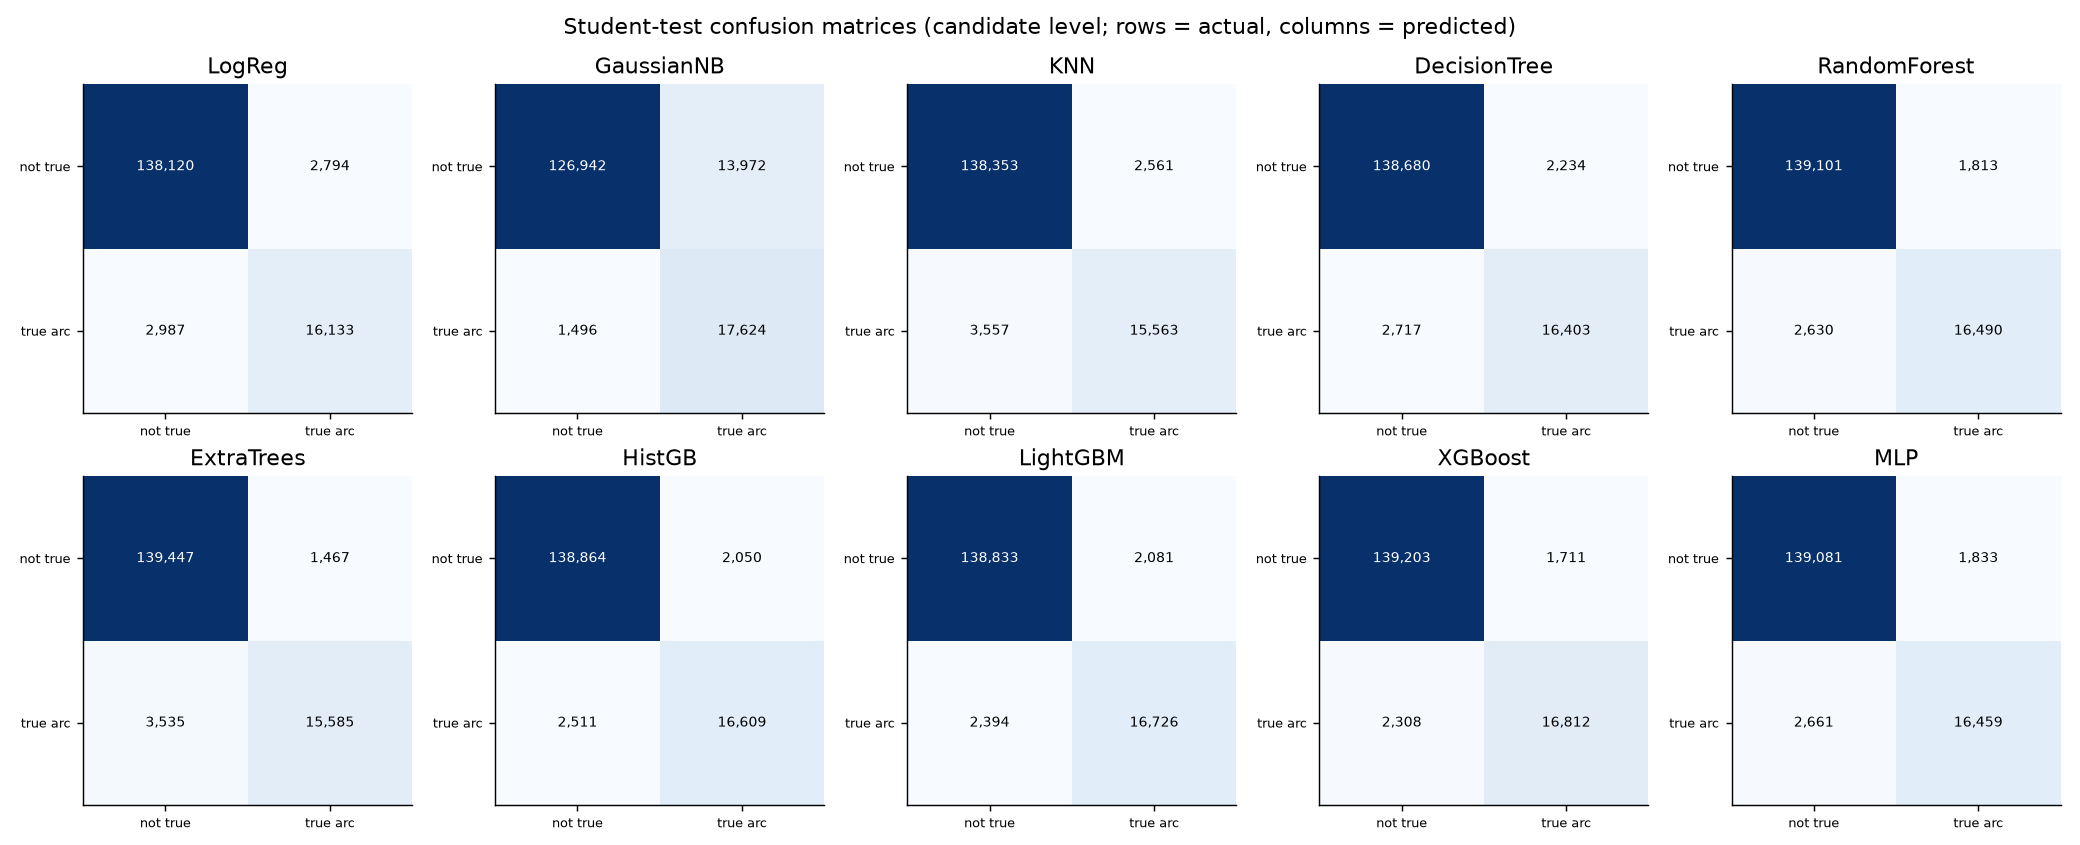 Student-test confusion matrices (candidate level; rows = actual, columns = predicted)
LogReg GaussianNB KNN DecisionTree RandomForest
not true 138,120 2,794 not true 126,942 13,972 not true 138,353 2,561 not true 138,680 2,234 not true 139,101 1,813
true arc 2,987 16,133 true arc 1,496 17,624 true arc 3,557 15,563 true arc 2,717 16,403 true arc 2,630 16,490
not true true arc not true true arc not true true arc not true true arc not true true arc
ExtraTrees HistGB LightGBM XGBoost MLP
not true 139,447 1,467 not true 138,864 2,050 not true 138,833 2,081 not true 139,203 1,711 not true 139,081 1,833
true arc 3,535 15,585 true arc 2,511 16,609 true arc 2,394 16,726 true arc 2,308 16,812 true arc 2,661 16,459
not true true arc not true true arc not true true arc not true true arc not true true arc